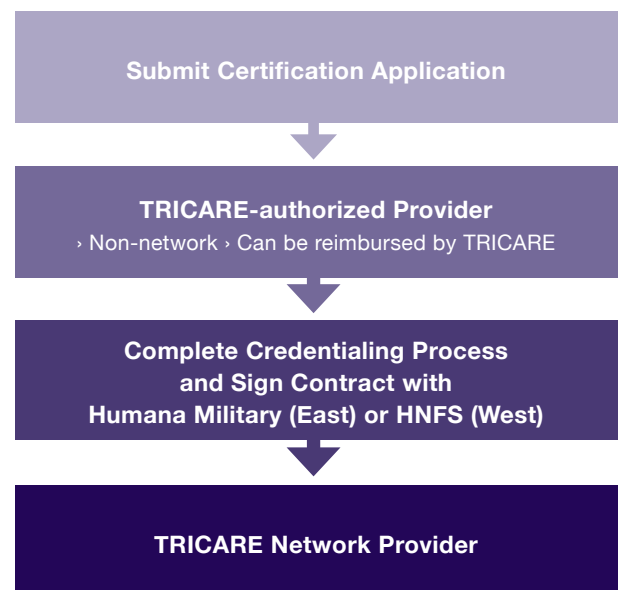 Submit Certification Application
TRICARE-authorized Provider
› Non-network › Can be reimbursed by TRICARE
Complete Credentialing Process
and Sign Contract with
Humana Military (East) or HNFS (West)
TRICARE Network Provider